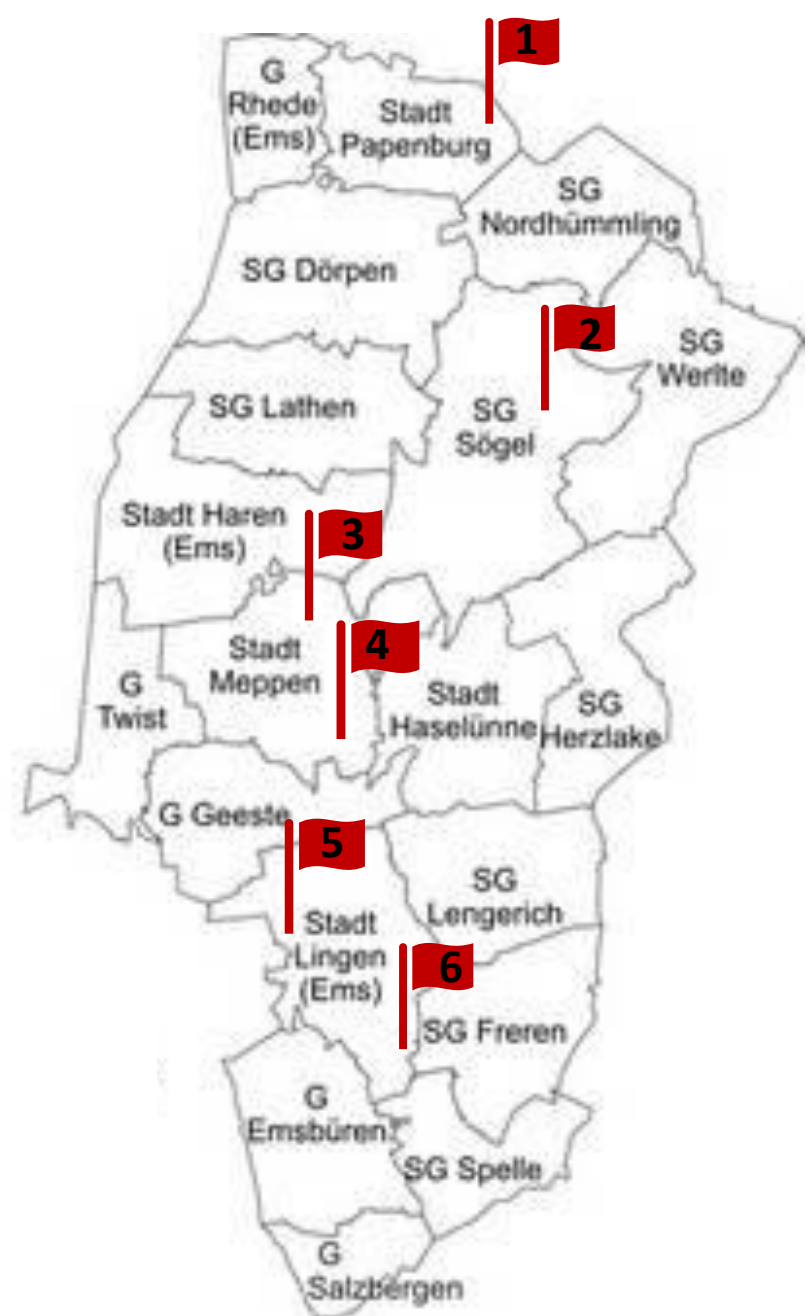 1
G
Rhede
(Ems)
Stadt
Papenburg
SG
Nordhümmling
SG Dörpen
2
SG
Werlte
SG Lathen
SG
Sögel
Stadt Haren
(Ems)
3
4
Stadt
Meppen
G
Twist
Stadt
Haselünne
SG
Herzlake
G Geeste
5
SG
Lengerich
Stadt
Lingen
(Ems)
6
SG Freren
G
Emsbüren
SG Spelle
G
Salzbergen